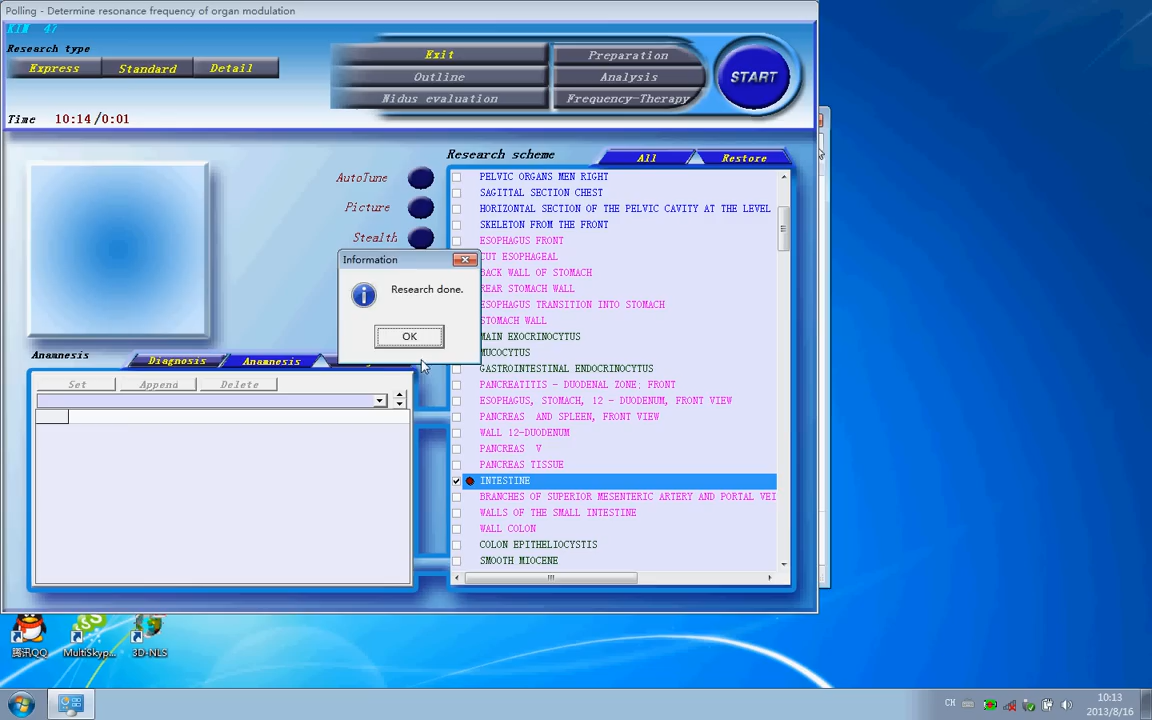 Polling - Determine resonance frequency of organ modulation
KIM 47
Research type
Express Standard Detail
Exit
Outline
Nidus evaluation
Preparation
Analysis
Frequency-Therapy
START
Time 10:14/0:01
AutoTune
Picture
Stealth
Research scheme
All
Restore
PELVIC ORGANS MEN RIGHT
SAGITTAL SECTION CHEST
HORIZONTAL SECTION OF THE PELVIC CAVITY AT THE LEVEL
SKELETON FROM THE FRONT
ESOPHAGUS FRONT
CUT ESOPHAGEAL
BACK WALL OF STOMACH
REAR STOMACH WALL
ESOPHAGUS TRANSITION INTO STOMACH
STOMACH WALL
MAIN EXOCRINOCYTUS
MUCOCYTUS
GASTROINTESTINAL ENDOCRINOCYTUS
PANCREATITIS - DUODENAL ZONE; FRONT
ESOPHAGUS, STOMACH, 12 - DUODENUM, FRONT VIEW
PANCREAS AND SPLEEN, FRONT VIEW
WALL 12-DUODENUM
PANCREAS V
PANCREAS TISSUE
INTESTINE
BRANCHES OF SUPERIOR MESENTERIC ARTERY AND PORTAL VEI
WALLS OF THE SMALL INTESTINE
WALL COLON
COLON EPITHELIOCYSTIS
SMOOTH MIOCENE
Information
Research done.
OK
Anamnesis
Diagnosis
Anamnesis
Set
Append
Delete
腾讯QQ
MultiSkyp...
3D-NLS
CH
10:13
2013/8/16